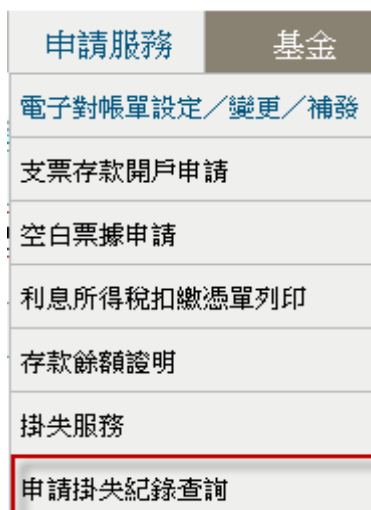 申請服務
基金
電子對帳單設定／變更／補發
支票存款開戶申請
空白票據申請
利息所得稅扣繳憑單列印
存款餘額證明
掛失服務
申請掛失紀錄查詢